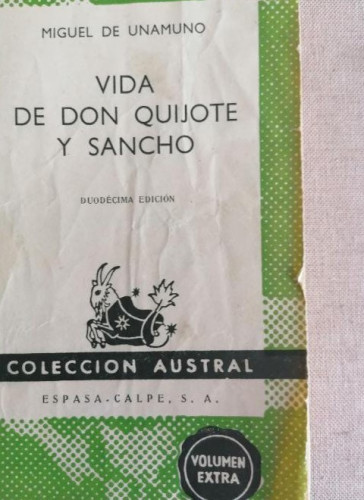 MIGUEL DE UNAMUNO
VIDA
DE DON QUIJOTE
Y SANCHO
DUODÉCIMA EDICIÓN
COLECCION AUSTRAL
ESPASA-CALPE, S. A.
VOLUMEN
EXTRA